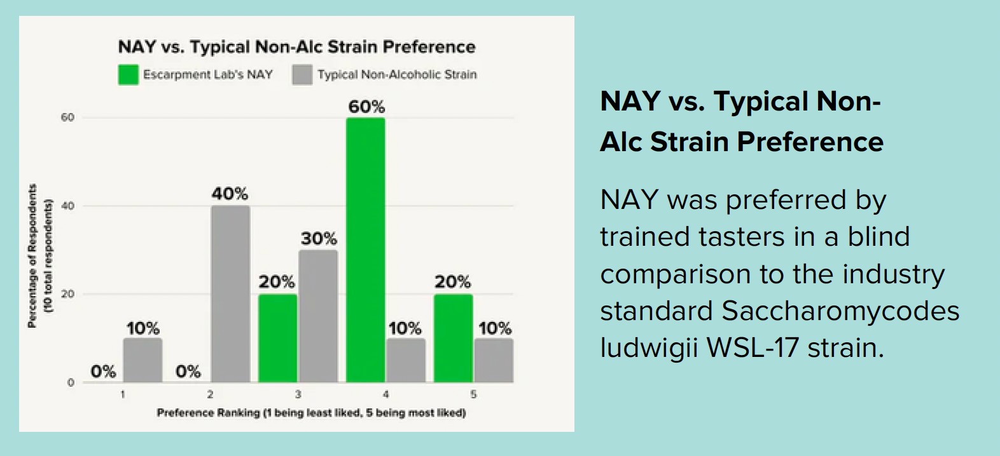 NAY vs. Typical Non-Alc Strain Preference
Escarpment Lab's NAY
Typical Non-Alcoholic Strain
Percentage of Respondents
(10 total respondents)
60
40
20
0
0%
10%
0%
40%
20%
30%
60%
10%
20%
10%
1
2
3
4
5
Preference Ranking (1 being least liked, 5 being most liked)
NAY vs. Typical Non-
Alc Strain Preference
NAY was preferred by
trained tasters in a blind
comparison to the industry
standard Saccharomycodes
ludwigii WSL-17 strain.